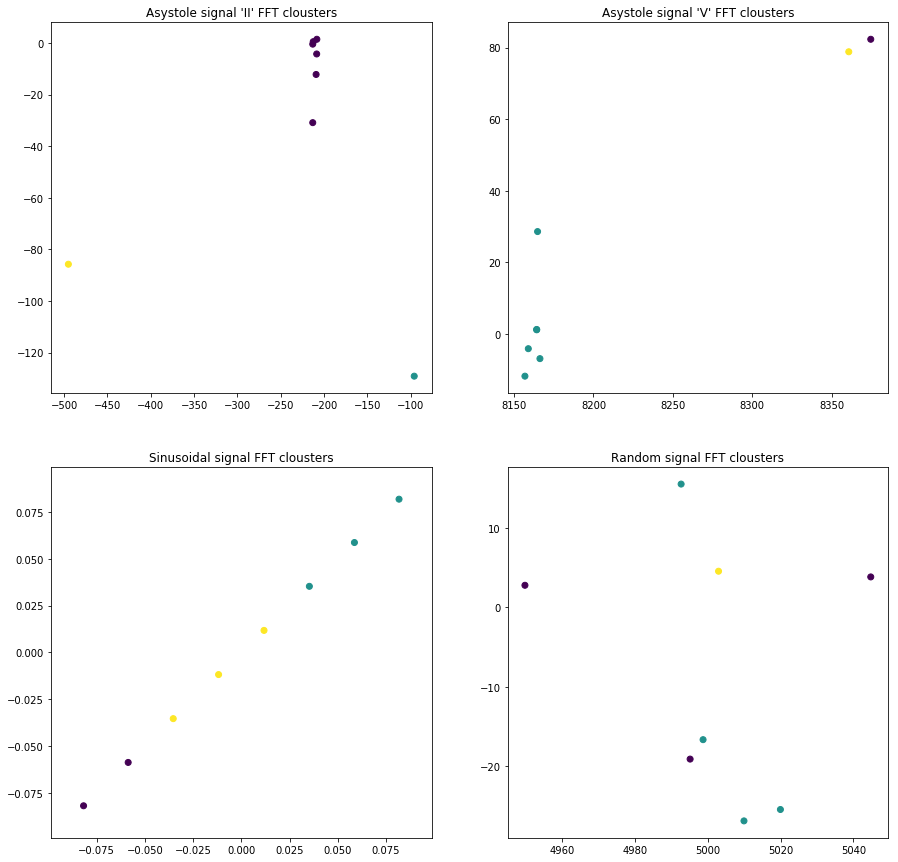 Asystole signal 'II' FFT clousters
0
−20
−40
−60
−80
−100
−120
−500 −450 −400 −350 −300 −250 −200 −150 −100
Asystole signal 'V' FFT clousters
80
60
40
20
0
8150 8200 8250 8300 8350
Sinusoidal signal FFT clousters
0.075
0.050
0.025
0.000
−0.025
−0.050
−0.075
−0.075 −0.050 −0.025 0.000 0.025 0.050 0.075
Random signal FFT clousters
10
0
−10
−20
4960 4980 5000 5020 5040